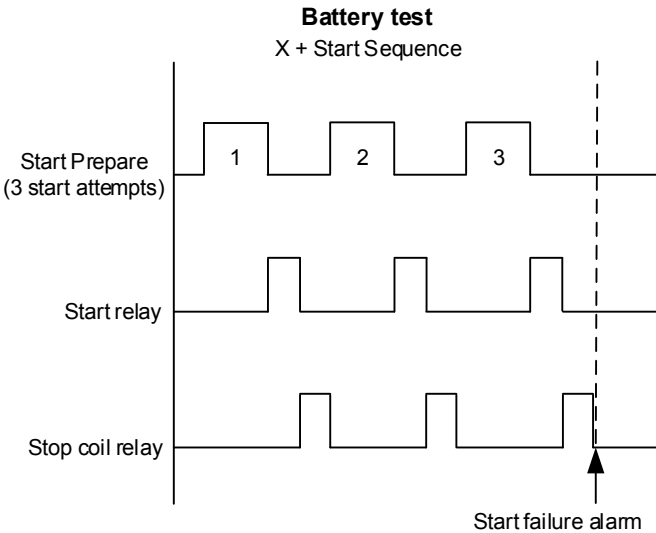 Battery test
X + Start Sequence
Start Prepare
(3 start attempts)
1
2
3
Start relay
Stop coil relay
Start failure alarm